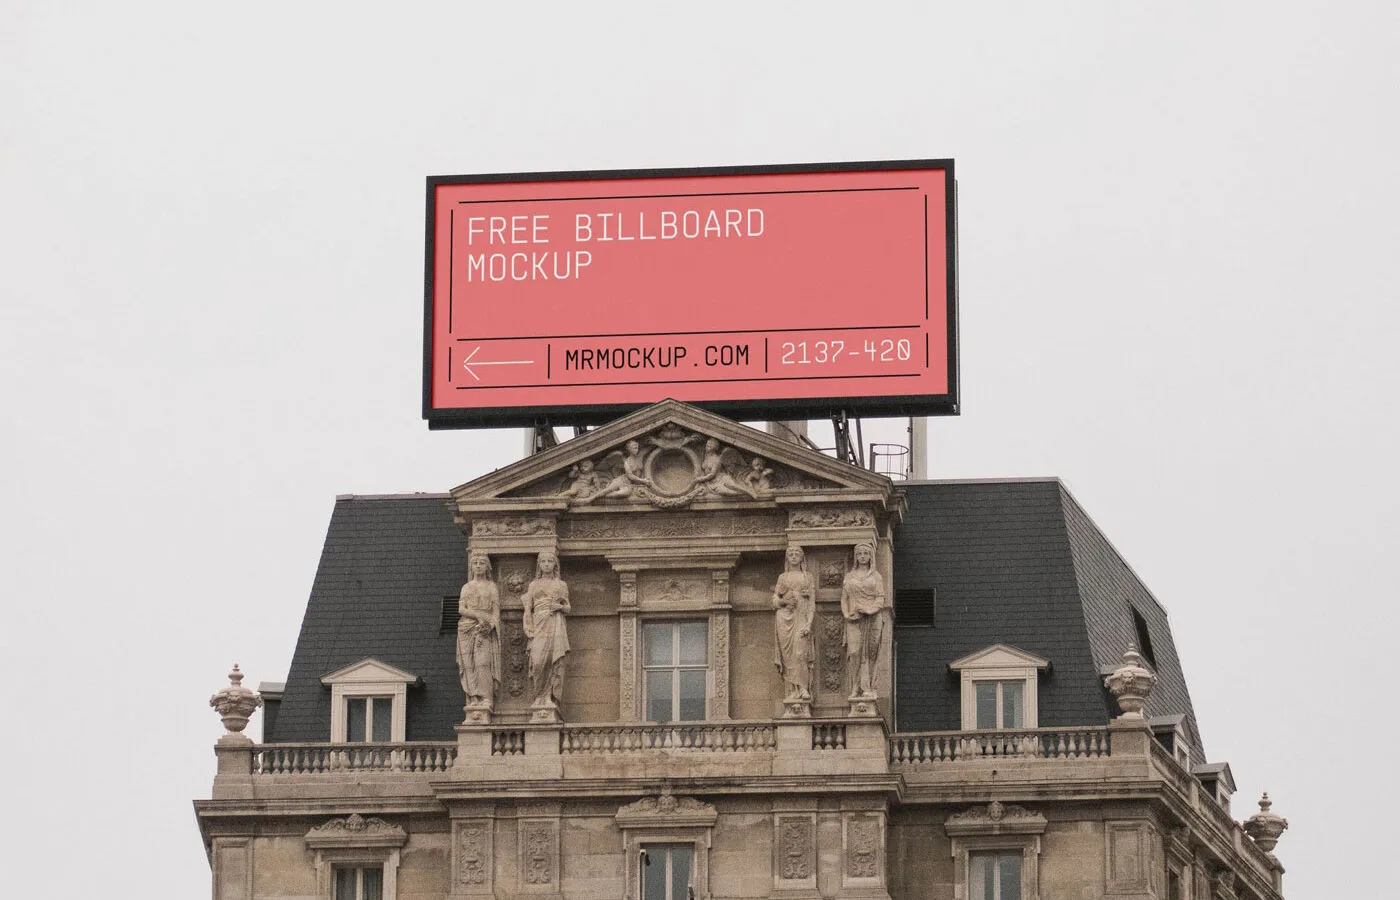 FREE BILLBOARD
MOCKUP
MRMOCKUP.COM
2137-420